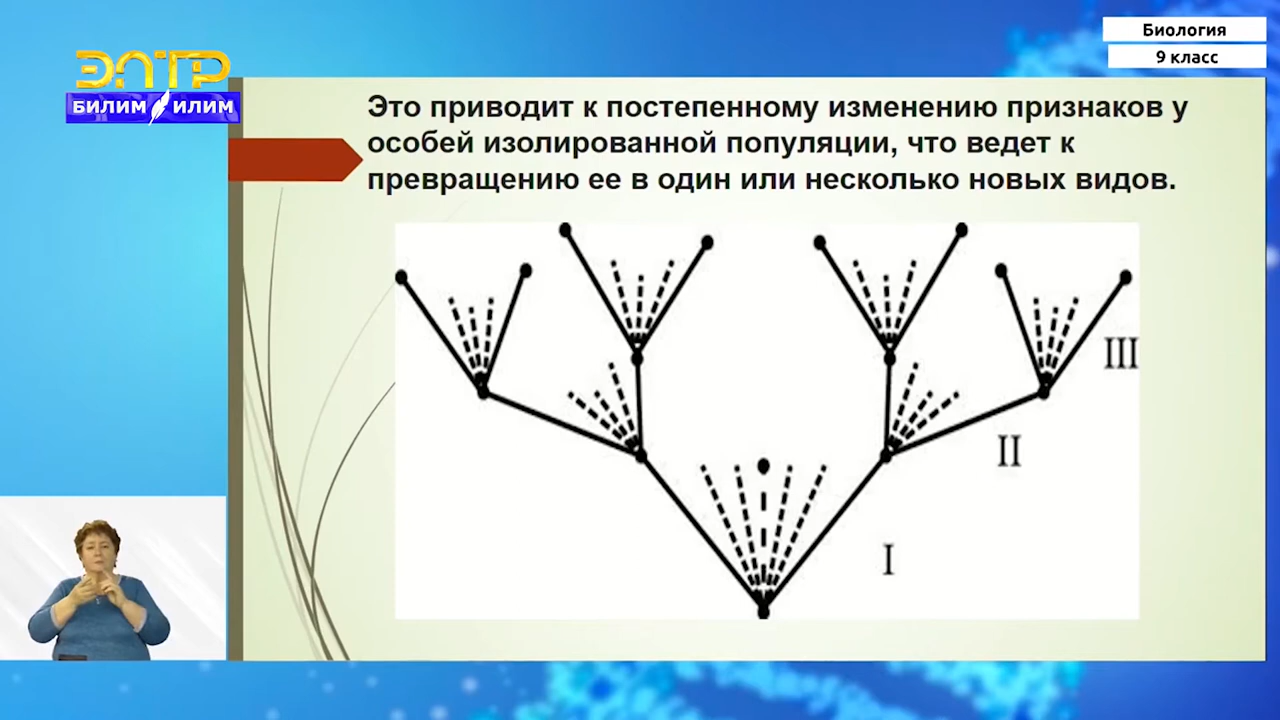 Биология
9 класс
ЭЛТР
БИЛИМ ИЛИМ
Это приводит к постепенному изменению признаков у
особей изолированной популяции, что ведет к
превращению ее в один или несколько новых видов.
III
II
I